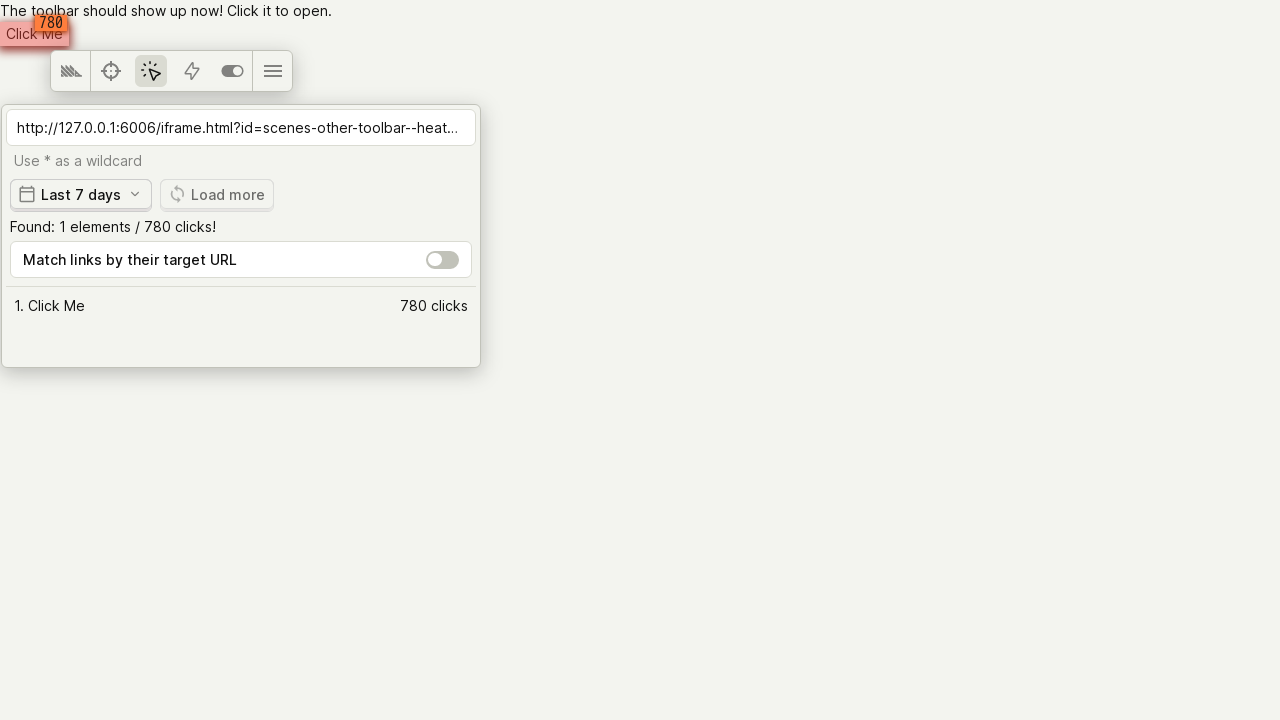 The toolbar should show up now! Click it to open.
780
Click Me
http://127.0.0.1:6006/iframe.html?id=scenes-other-toolbar--heat...
Use * as a wildcard
Last 7 days
Load more
Found: 1 elements / 780 clicks!
Match links by their target URL
1. Click Me 780 clicks